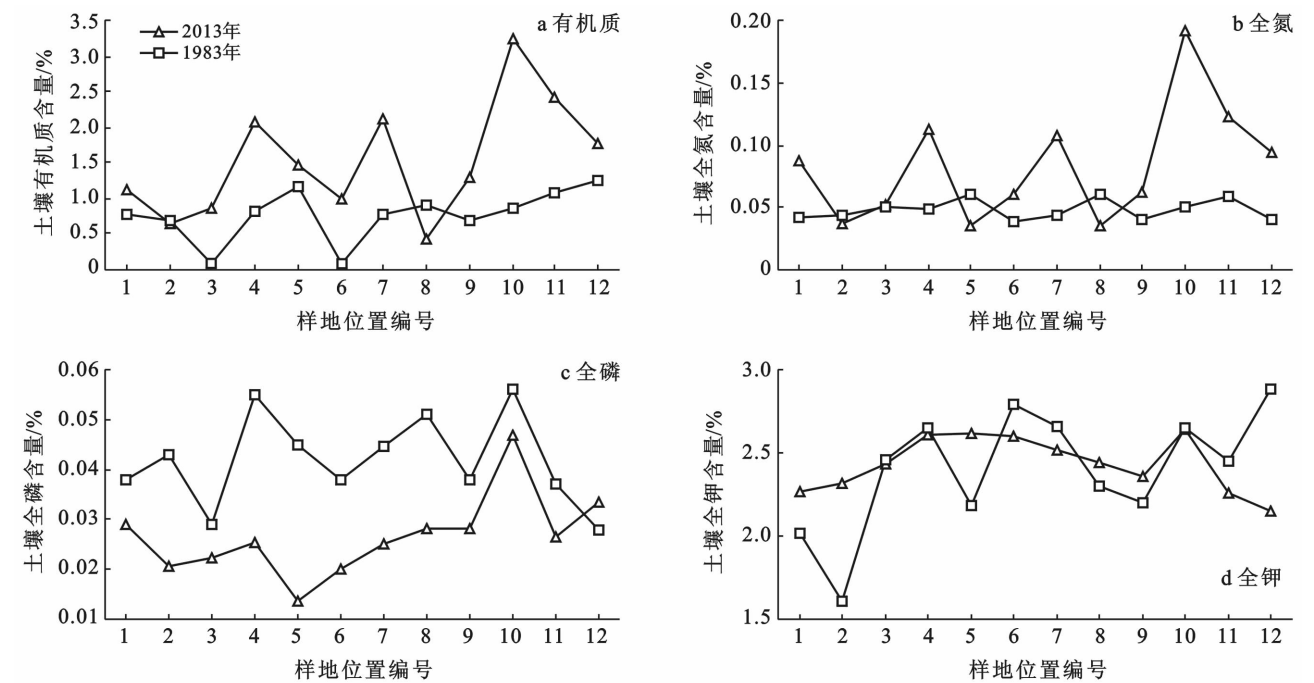 a 有机质
2013年
1983年
土壤有机质含量/%
3.5
3.0
2.5
2.0
1.5
1.0
0.5
0
1 2 3 4 5 6 7 8 9 10 11 12
样地位置编号
b 全氮
土壤全氮含量/%
0.20
0.15
0.10
0.05
0
1 2 3 4 5 6 7 8 9 10 11 12
样地位置编号
c 全磷
土壤全磷含量/%
0.06
0.05
0.04
0.03
0.02
0.01
1 2 3 4 5 6 7 8 9 10 11 12
样地位置编号
土壤全钾含量/%
3.0
2.5
2.0
1.5
d 全钾
1 2 3 4 5 6 7 8 9 10 11 12
样地位置编号